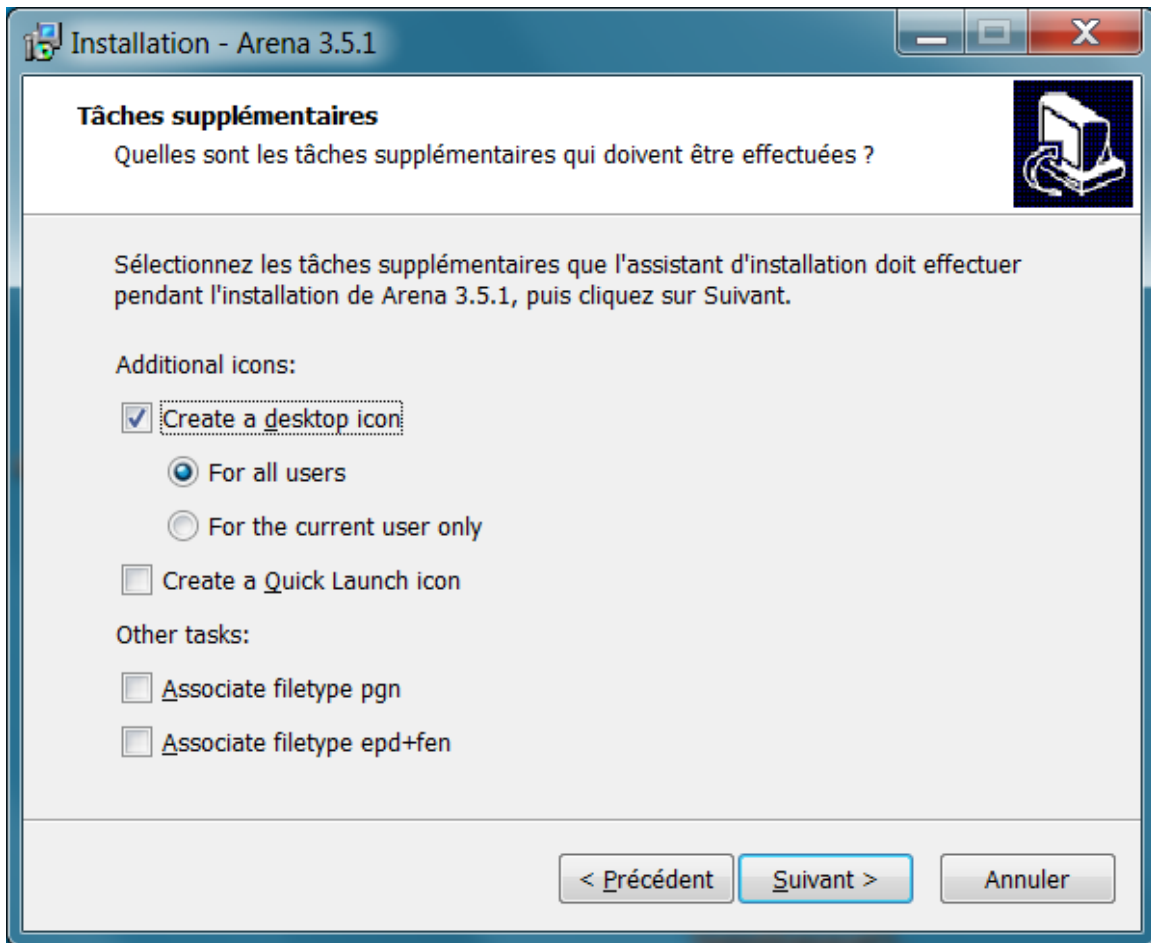 Installation - Arena 3.5.1
Tâches supplémentaires
Quelles sont les tâches supplémentaires qui doivent être effectuées ?
Sélectionnez les tâches supplémentaires que l'assistant d'installation doit effectuer
pendant l'installation de Arena 3.5.1, puis cliquez sur Suivant.
Additional icons:
Create a desktop icon
For all users
For the current user only
Create a Quick Launch icon
Other tasks:
Associate filetype pgn
Associate filetype epd+fen
< Précédent Suivant > Annuler